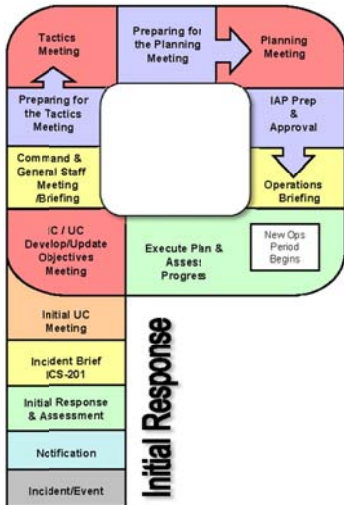 Tactics
Meeting
Preparing for
the Planning
Meeting
Planning
Meeting
Preparing for
the Tactics
Meeting
IAP Prep
&
Approval
Command &
General Staff
Meeting
/Briefing
Operations
Briefing
IC / UC
Develop/Update
Objectives
Meeting
Execute Plan &
Assess
Progress
New Ops
Period
Begins
Initial UC
Meeting
Incident Brief
ICS-201
Initial Response
& Assessment
Notification
Incident/Event
Initial Response